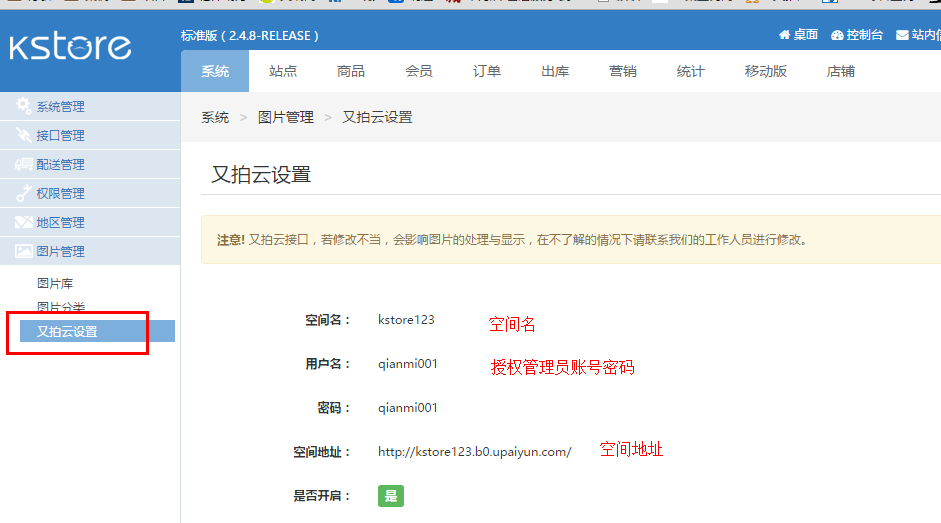 kstore
标准版（2.4.8-RELEASE）
桌面 控制台
系统 站点 商品 会员 订单 出库 营销 统计 移动版 店铺
系统管理
接口管理
配送管理
权限管理
地区管理
图片管理
图片库
图片分类
又拍云设置
系统 > 图片管理 > 又拍云设置
又拍云设置
注意! 又拍云接口，若修改不当，会影响图片的处理与显示，在不了解的情况下请联系我们的工作人员进行修改。
空间名： kstore123 空间名
用户名： qianmi001 授权管理员账号密码
密码： qianmi001
空间地址： http://kstore123.b0.upaiyun.com/ 空间地址
是否开启： 是